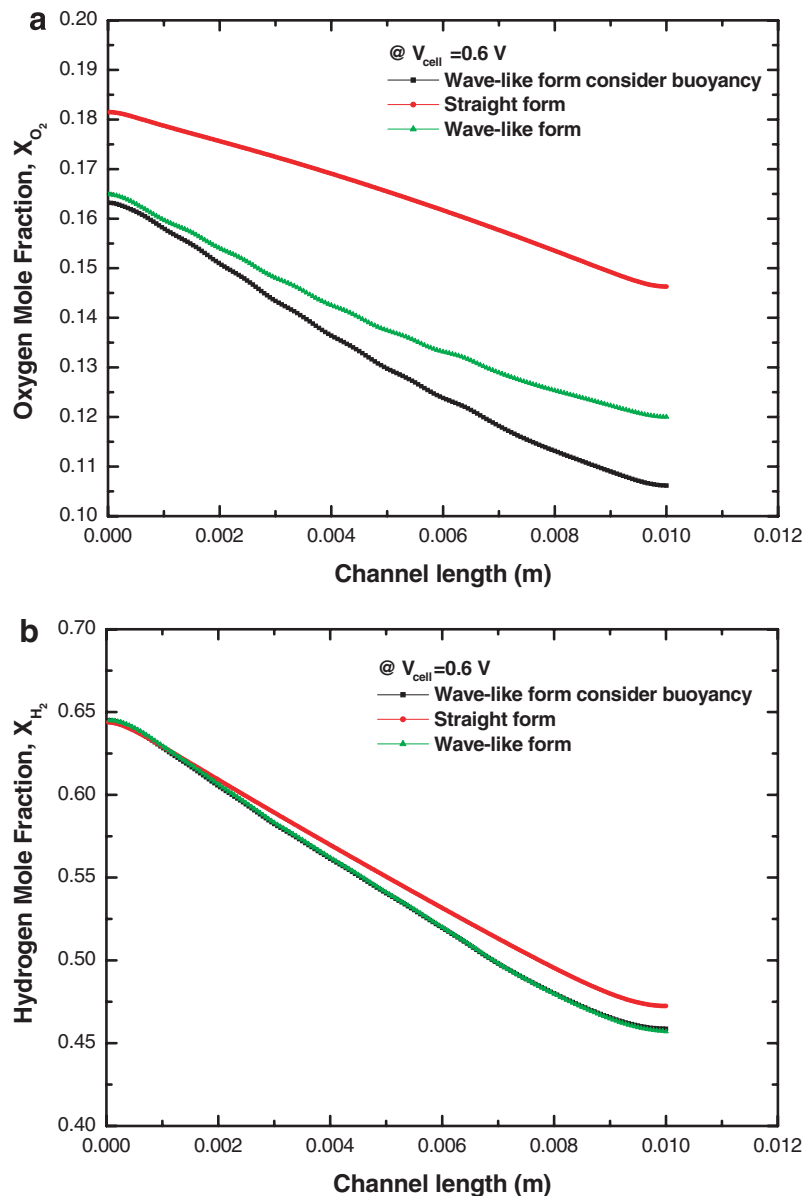 a
@ V_cell =0.6 V
Wave-like form consider buoyancy
Straight form
Wave-like form
Oxygen Mole Fraction, X_O₂
0.20
0.19
0.18
0.17
0.16
0.15
0.14
0.13
0.12
0.11
0.10
0.000 0.002 0.004 0.006 0.008 0.010 0.012
Channel length (m)
b
@ V_cell=0.6 V
Wave-like form consider buoyancy
Straight form
Wave-like form
Hydrogen Mole Fraction, X_H₂
0.70
0.65
0.60
0.55
0.50
0.45
0.40
0.000 0.002 0.004 0.006 0.008 0.010 0.012
Channel length (m)